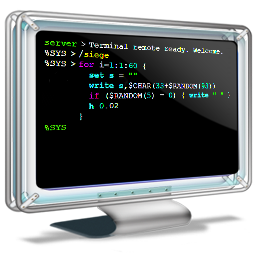 server > Terminal remote ready. Welcome.
%SYS > /siege
%SYS > for i=1:1:60 {
set s = ""
write s,$CHAR(33+$RANDOM(93))
if ($RANDOM(5) = 0) { write " " }
h 0.02
}
%SYS